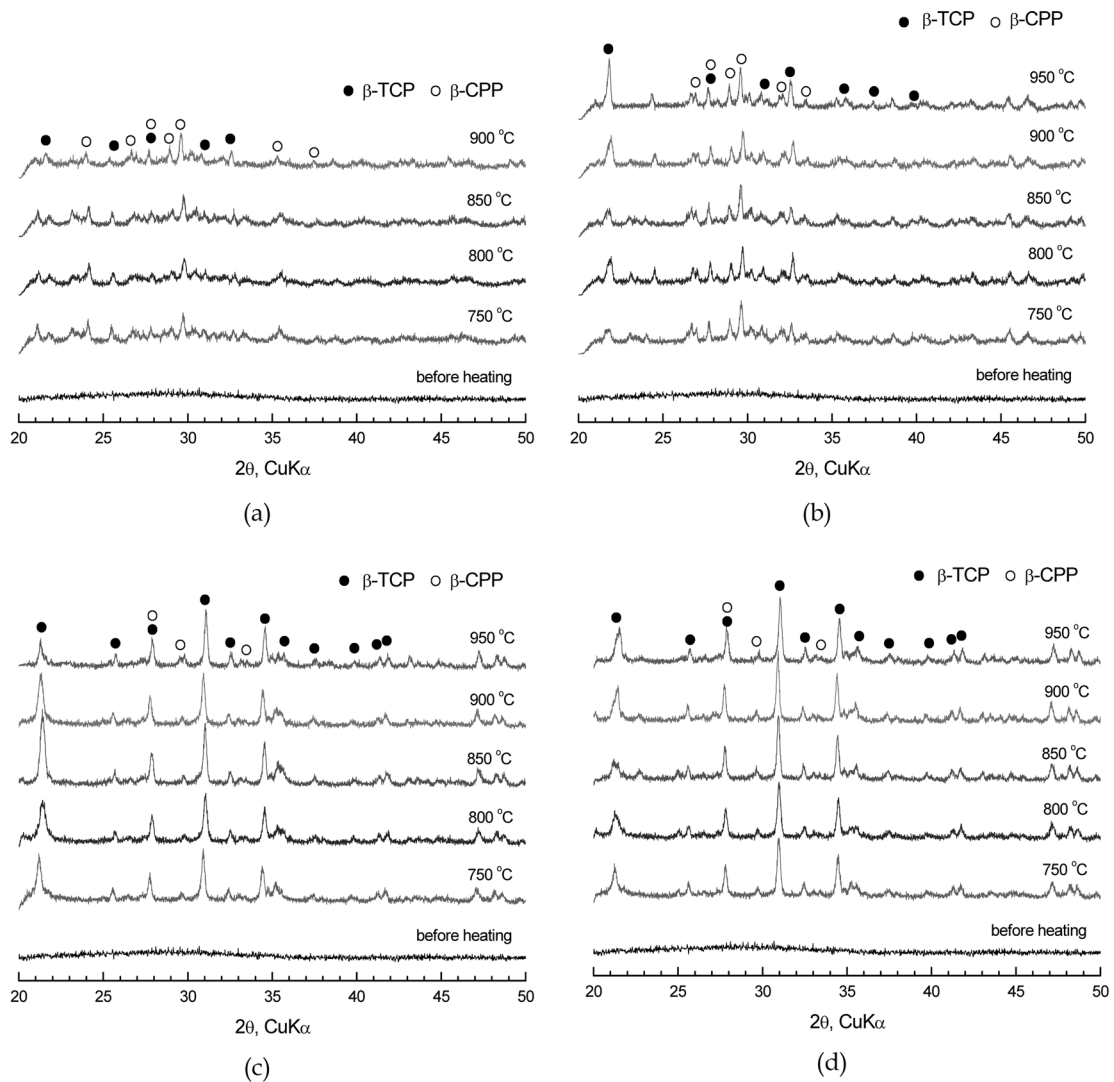 ● β-TCP ○ β-CPP
900 °C
850 °C
800 °C
750 °C
before heating
20 25 30 35 40 45 50
2θ, CuKα
(a)
● β-TCP ○ β-CPP
950 °C
900 °C
850 °C
800 °C
750 °C
before heating
20 25 30 35 40 45 50
2θ, CuKα
(b)
● β-TCP ○ β-CPP
950 °C
900 °C
850 °C
800 °C
750 °C
before heating
20 25 30 35 40 45 50
2θ, CuKα
(c)
● β-TCP ○ β-CPP
950 °C
900 °C
850 °C
800 °C
750 °C
before heating
20 25 30 35 40 45 50
2θ, CuKα
(d)